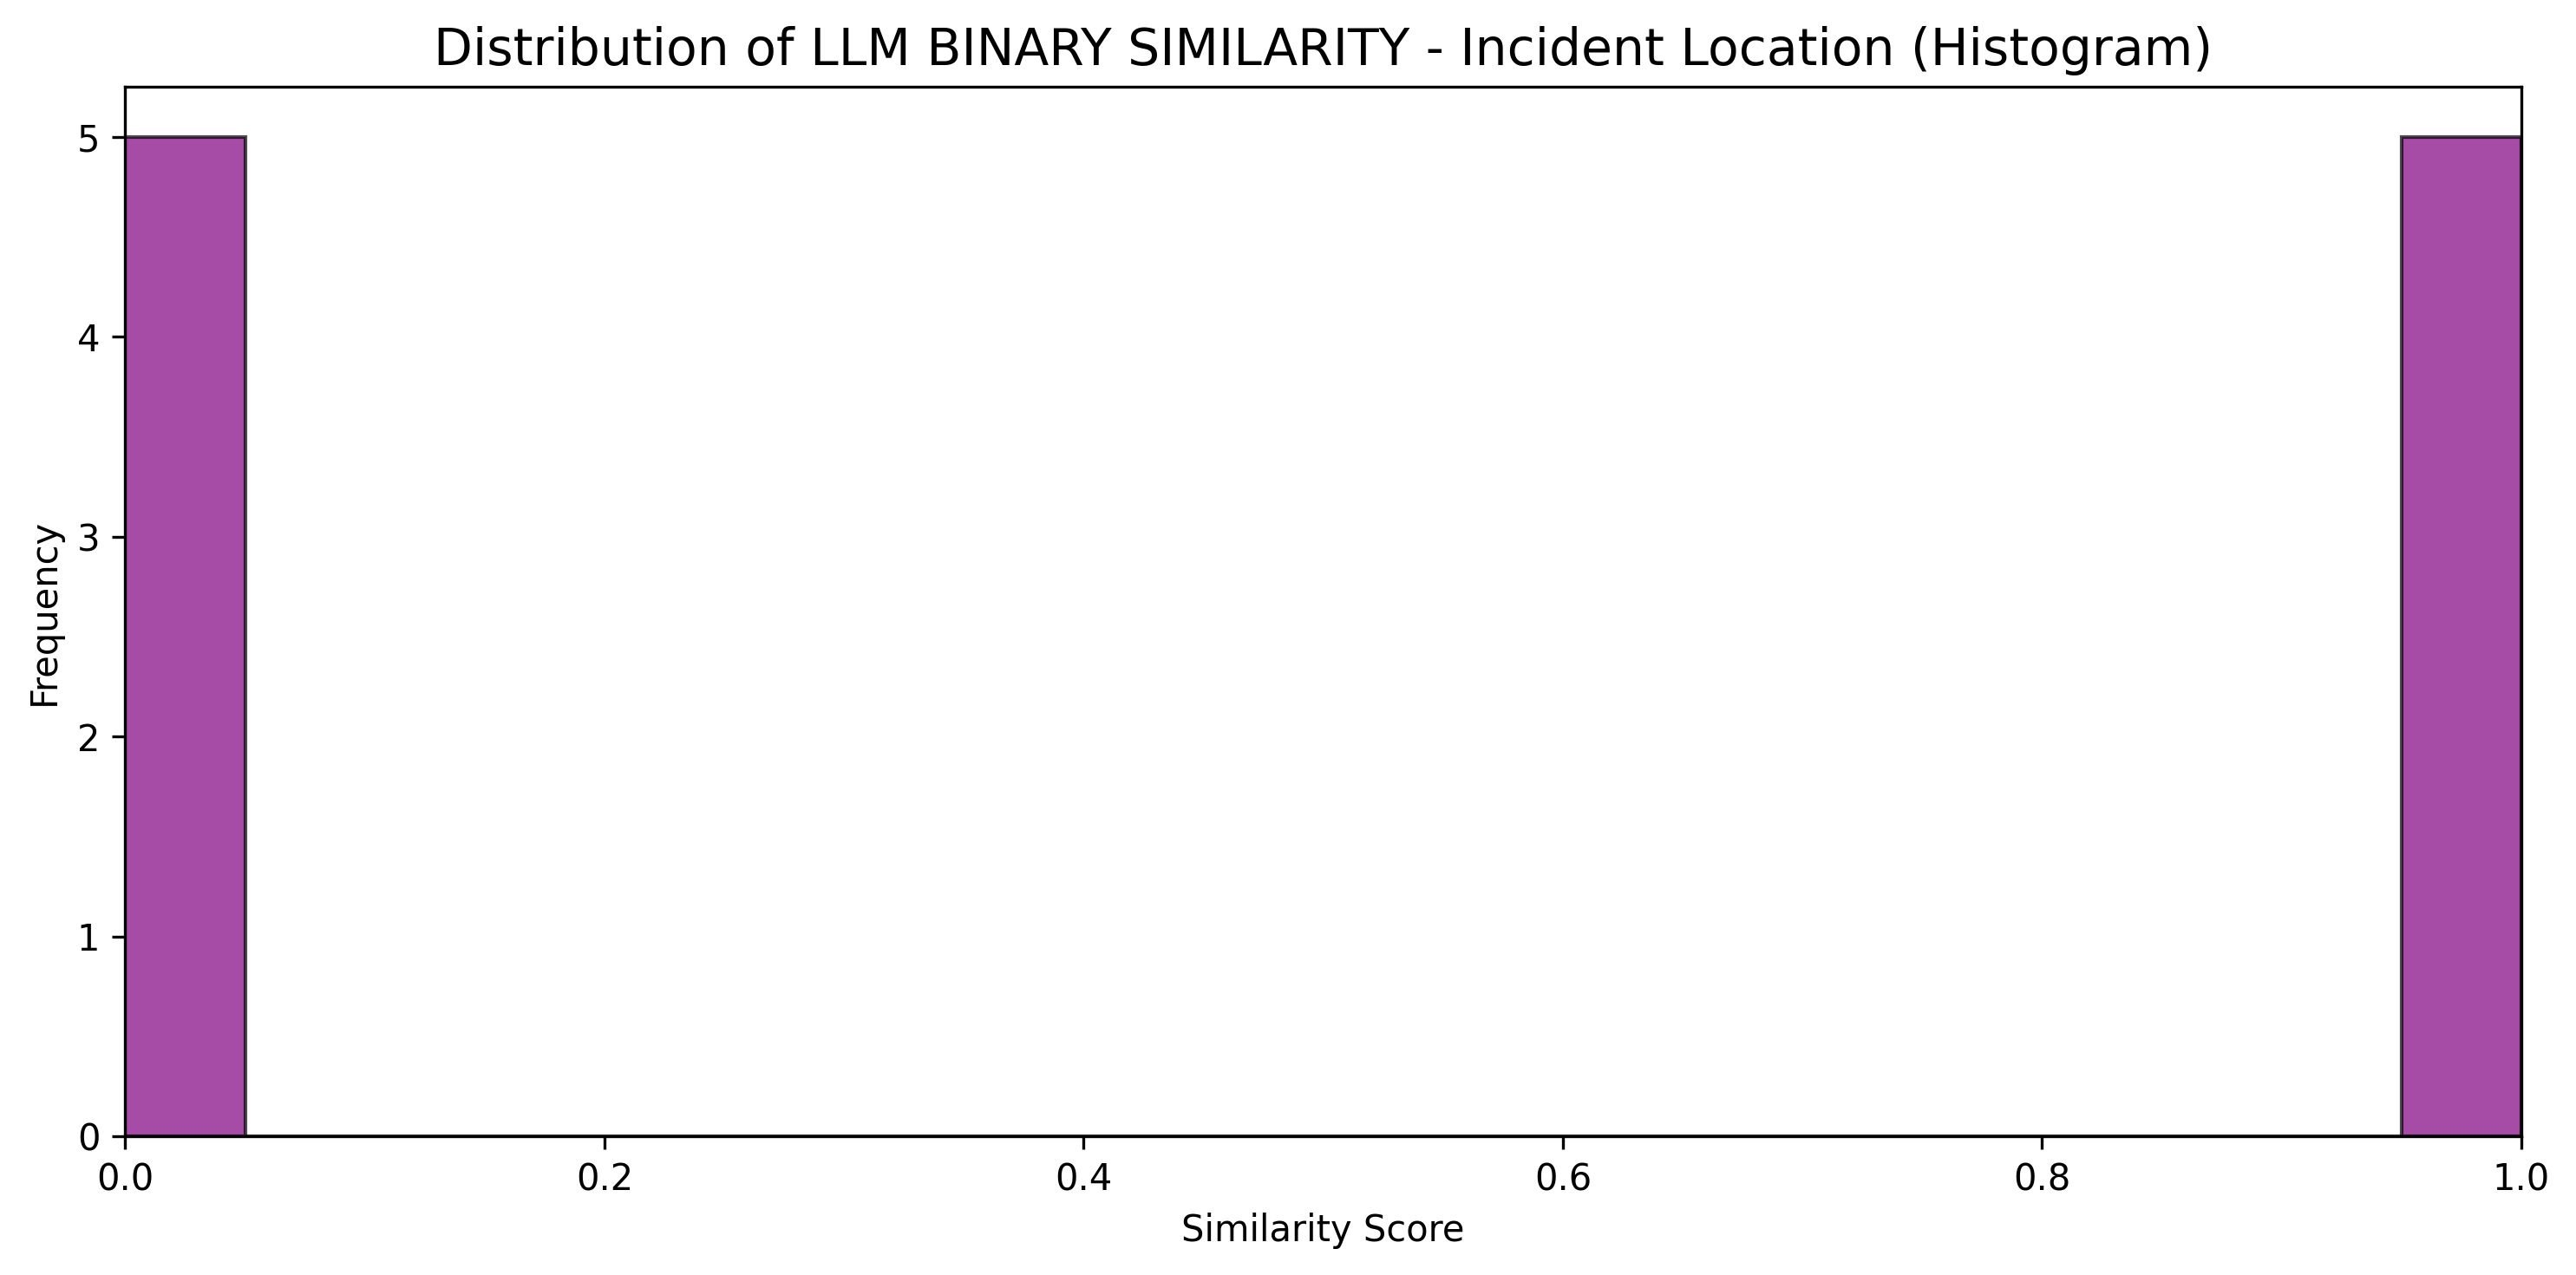 Distribution of LLM BINARY SIMILARITY - Incident Location (Histogram)
5
4
3
2
1
0
Frequency
0.0 0.2 0.4 0.6 0.8 1.0
Similarity Score